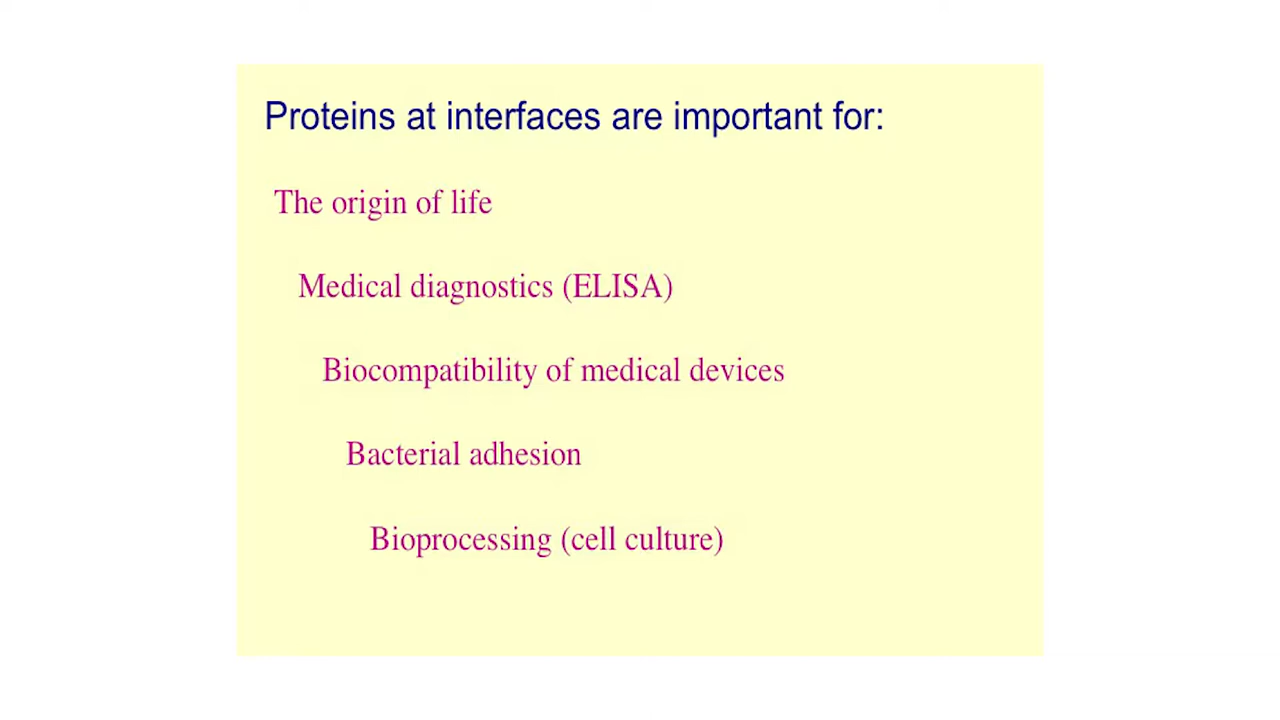 Proteins at interfaces are important for:
The origin of life
Medical diagnostics (ELISA)
Biocompatibility of medical devices
Bacterial adhesion
Bioprocessing (cell culture)